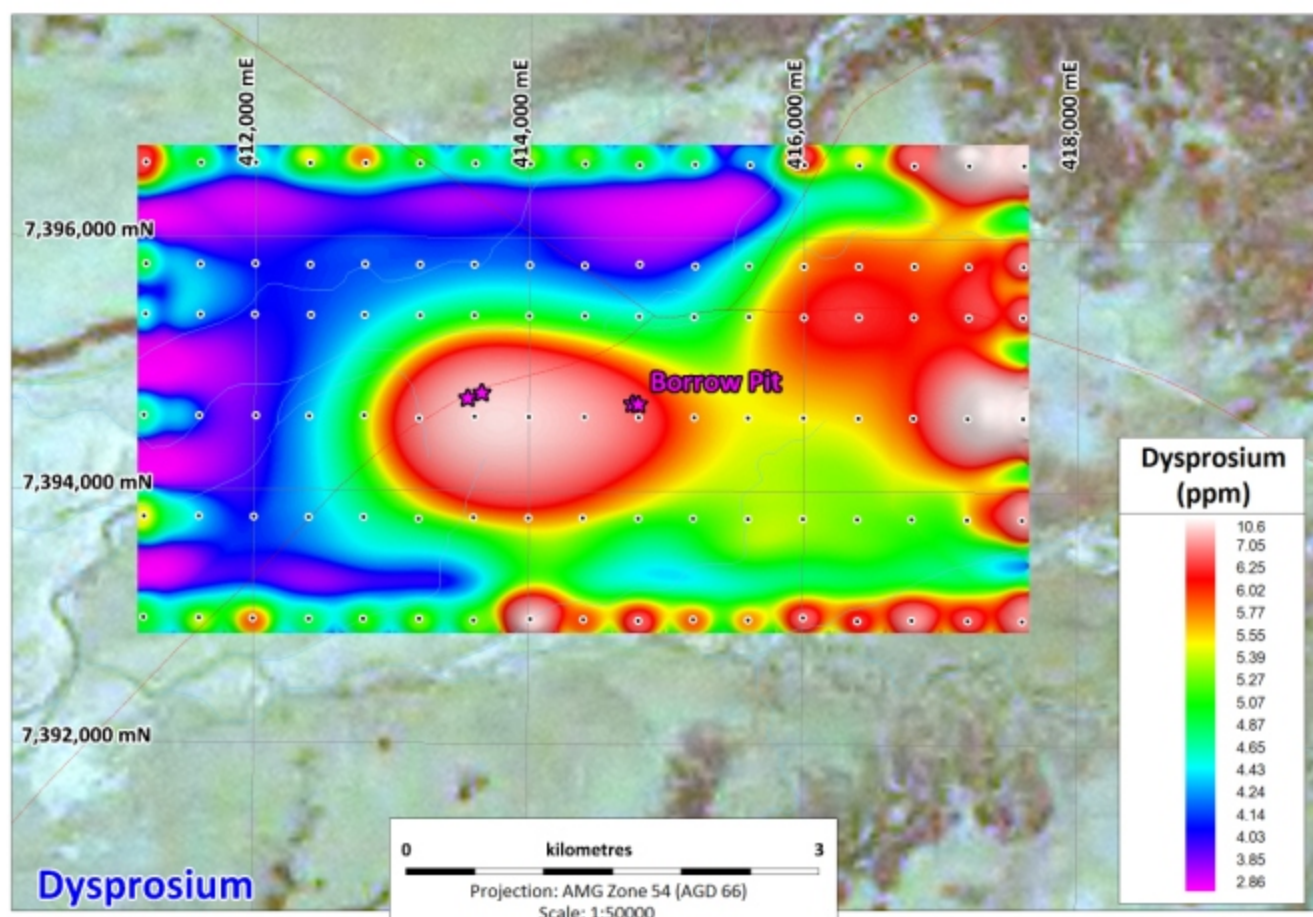 412,000 mE
414,000 mE
416,000 mE
418,000 mE
7,396,000 mN
Borrow Pit
7,394,000 mN
7,392,000 mN
Dysprosium
(ppm)
10.6
7.05
6.25
6.02
5.77
5.55
5.39
5.27
5.07
4.87
4.65
4.43
4.24
4.14
4.03
3.85
2.86
0 kilometres 3
Projection: AMG Zone 54 (AGD 66)
Scale: 1:50000
Dysprosium